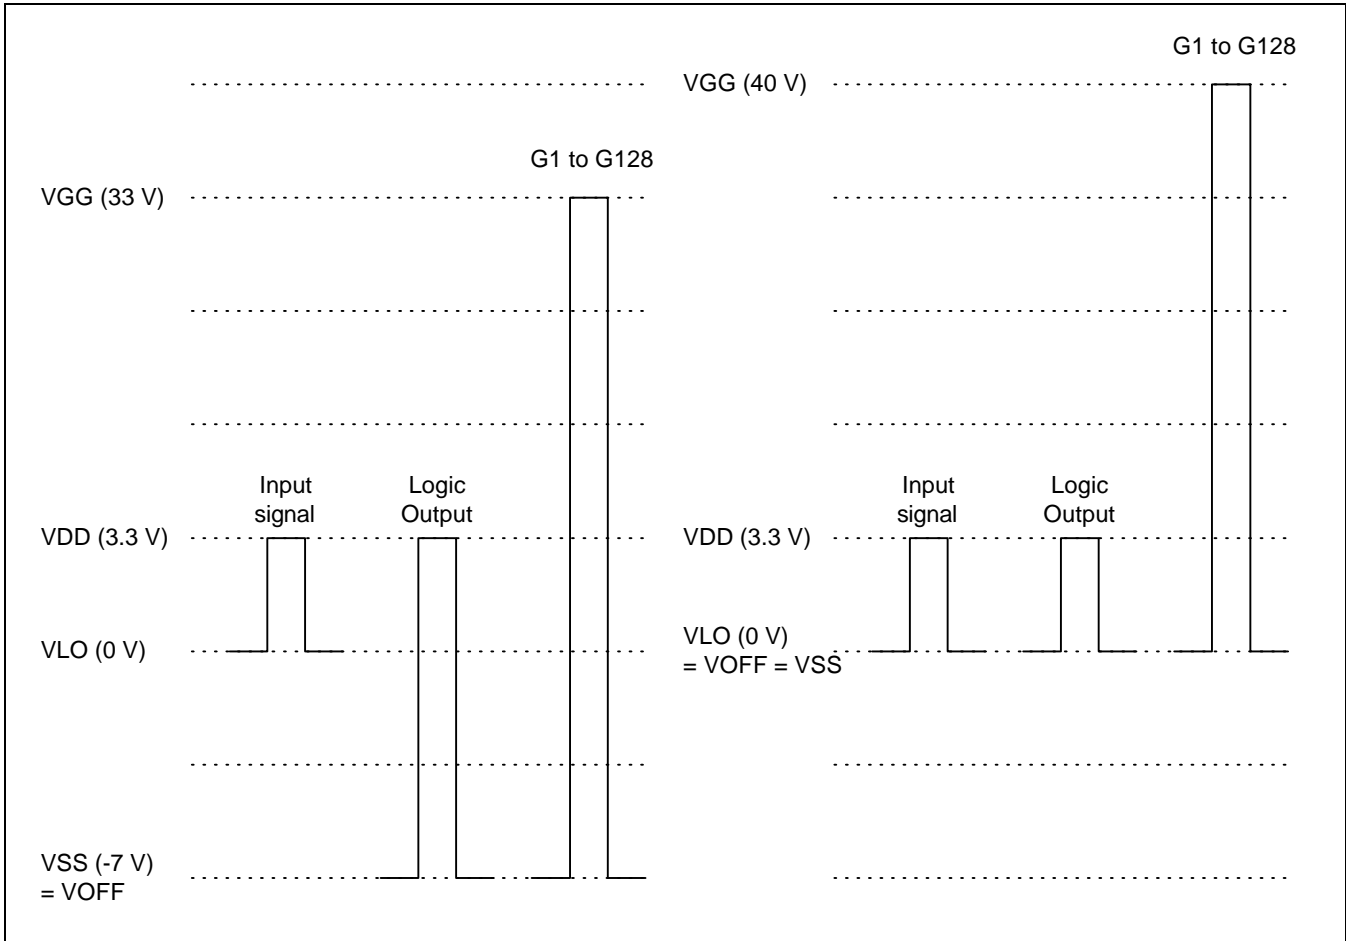 G1 to G128
VGG (33 V)
Input
signal
Logic
Output
VDD (3.3 V)
VLO (0 V)
VSS (-7 V)
= VOFF
G1 to G128
VGG (40 V)
Input
signal
Logic
Output
VDD (3.3 V)
VLO (0 V)
= VOFF = VSS